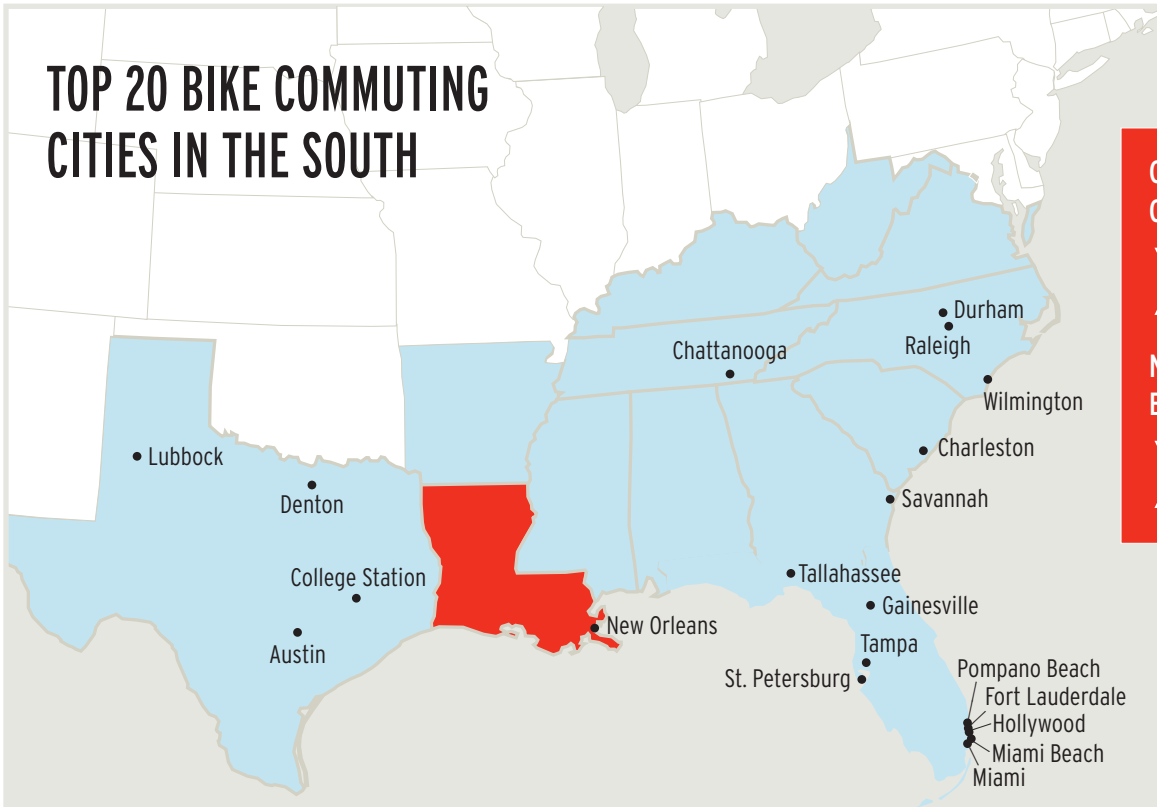 TOP 20 BIKE COMMUTING
CITIES IN THE SOUTH
Durham
Raleigh
Chattanooga
Wilmington
Charleston
Lubbock
Denton
Savannah
College Station
Tallahassee
Gainesville
New Orleans
Austin
Tampa
St. Petersburg
Pompano Beach
Fort Lauderdale
Hollywood
Miami Beach
Miami